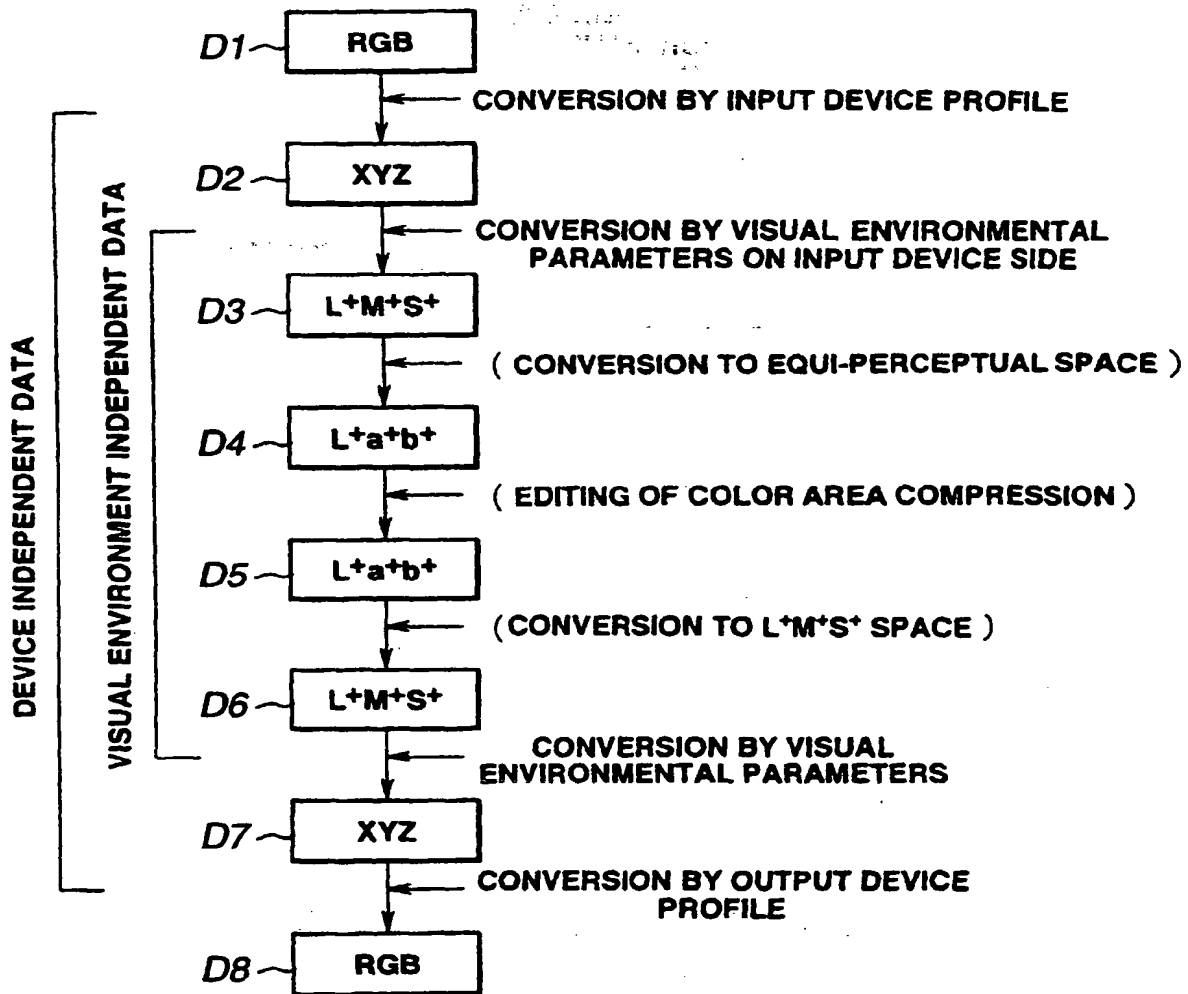 D1 RGB
CONVERSION BY INPUT DEVICE PROFILE
D2 XYZ
CONVERSION BY VISUAL ENVIRONMENTAL
PARAMETERS ON INPUT DEVICE SIDE
D3 L+M+S+
( CONVERSION TO EQUI-PERCEPTUAL SPACE )
D4 L+a+b+
( EDITING OF COLOR AREA COMPRESSION )
D5 L+a+b+
(CONVERSION TO L+M+S+ SPACE )
D6 L+M+S+
CONVERSION BY VISUAL
ENVIRONMENTAL PARAMETERS
D7 XYZ
CONVERSION BY OUTPUT DEVICE
PROFILE
D8 RGB
DEVICE INDEPENDENT DATA
VISUAL ENVIRONMENT INDEPENDENT DATA